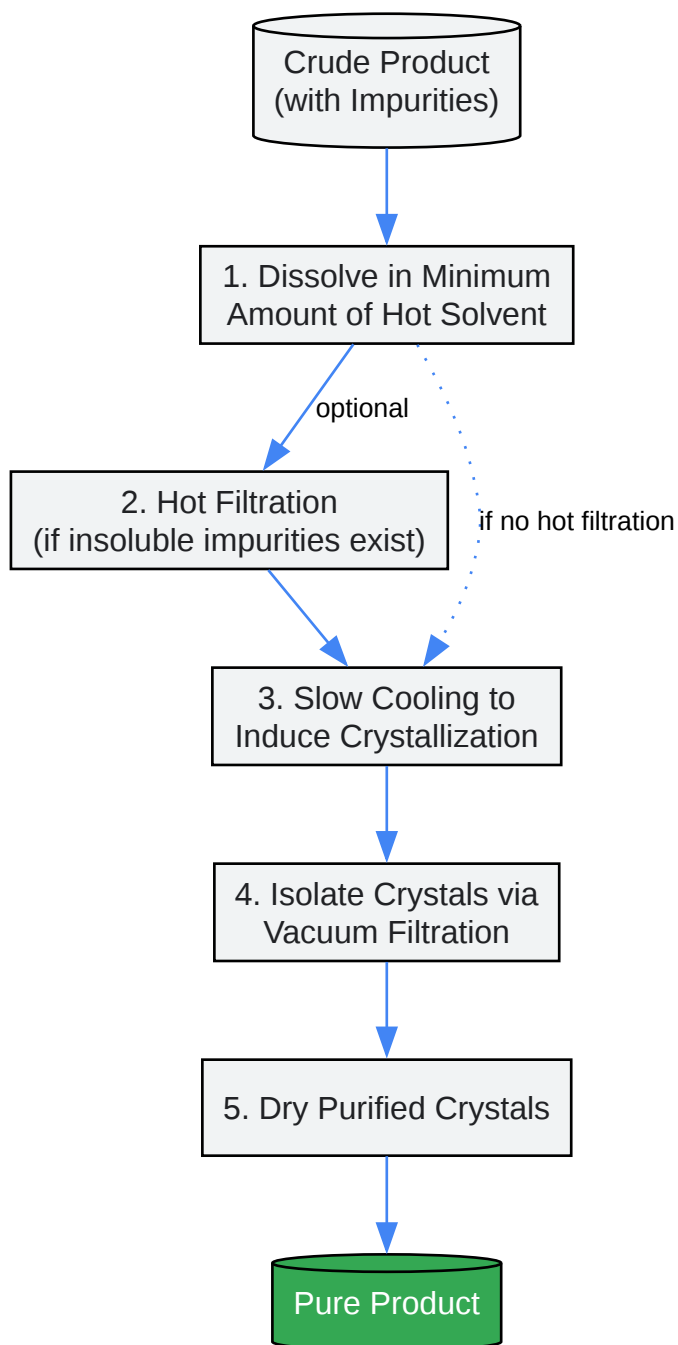 Crude Product
(with Impurities)
1. Dissolve in Minimum
Amount of Hot Solvent
optional
2. Hot Filtration
(if insoluble impurities exist)
if no hot filtration
3. Slow Cooling to
Induce Crystallization
4. Isolate Crystals via
Vacuum Filtration
5. Dry Purified Crystals
Pure Product